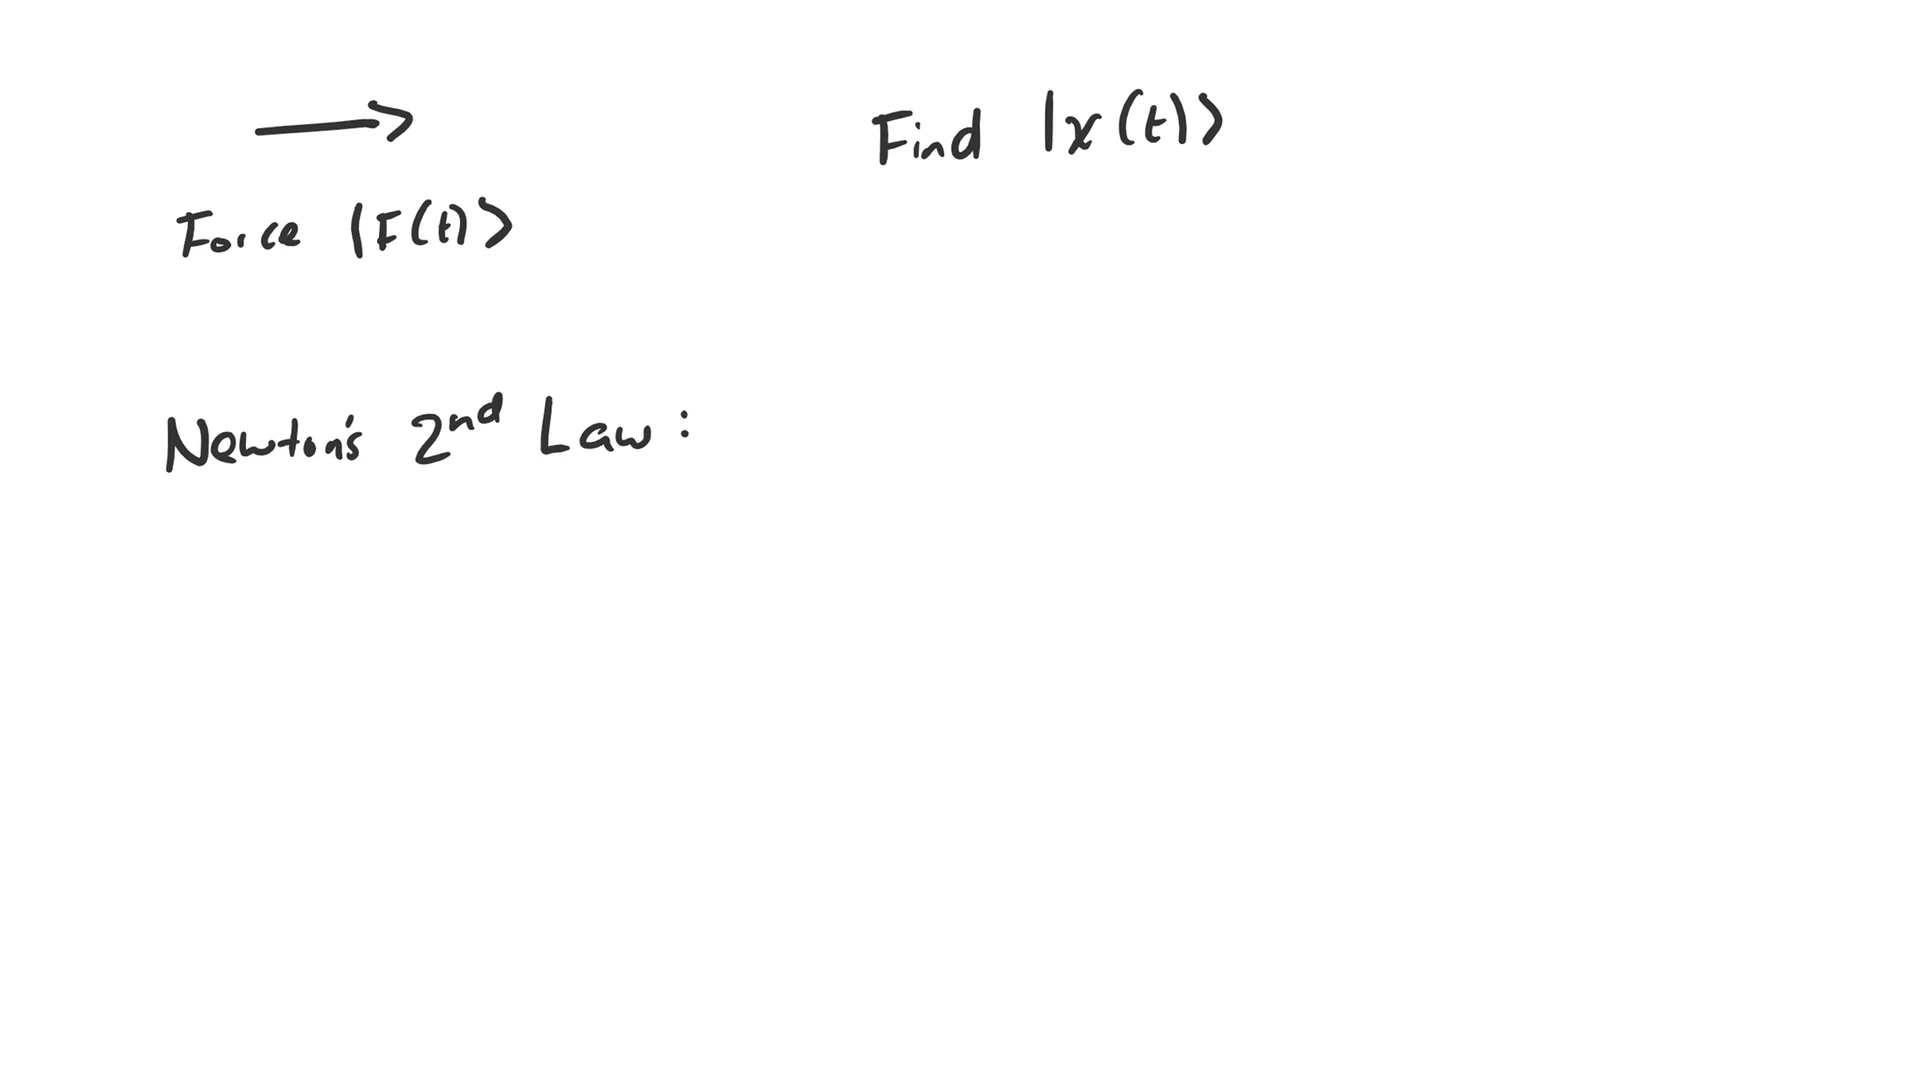 Find |x(t)⟩
Force |F(t)⟩
Newton's 2nd Law: